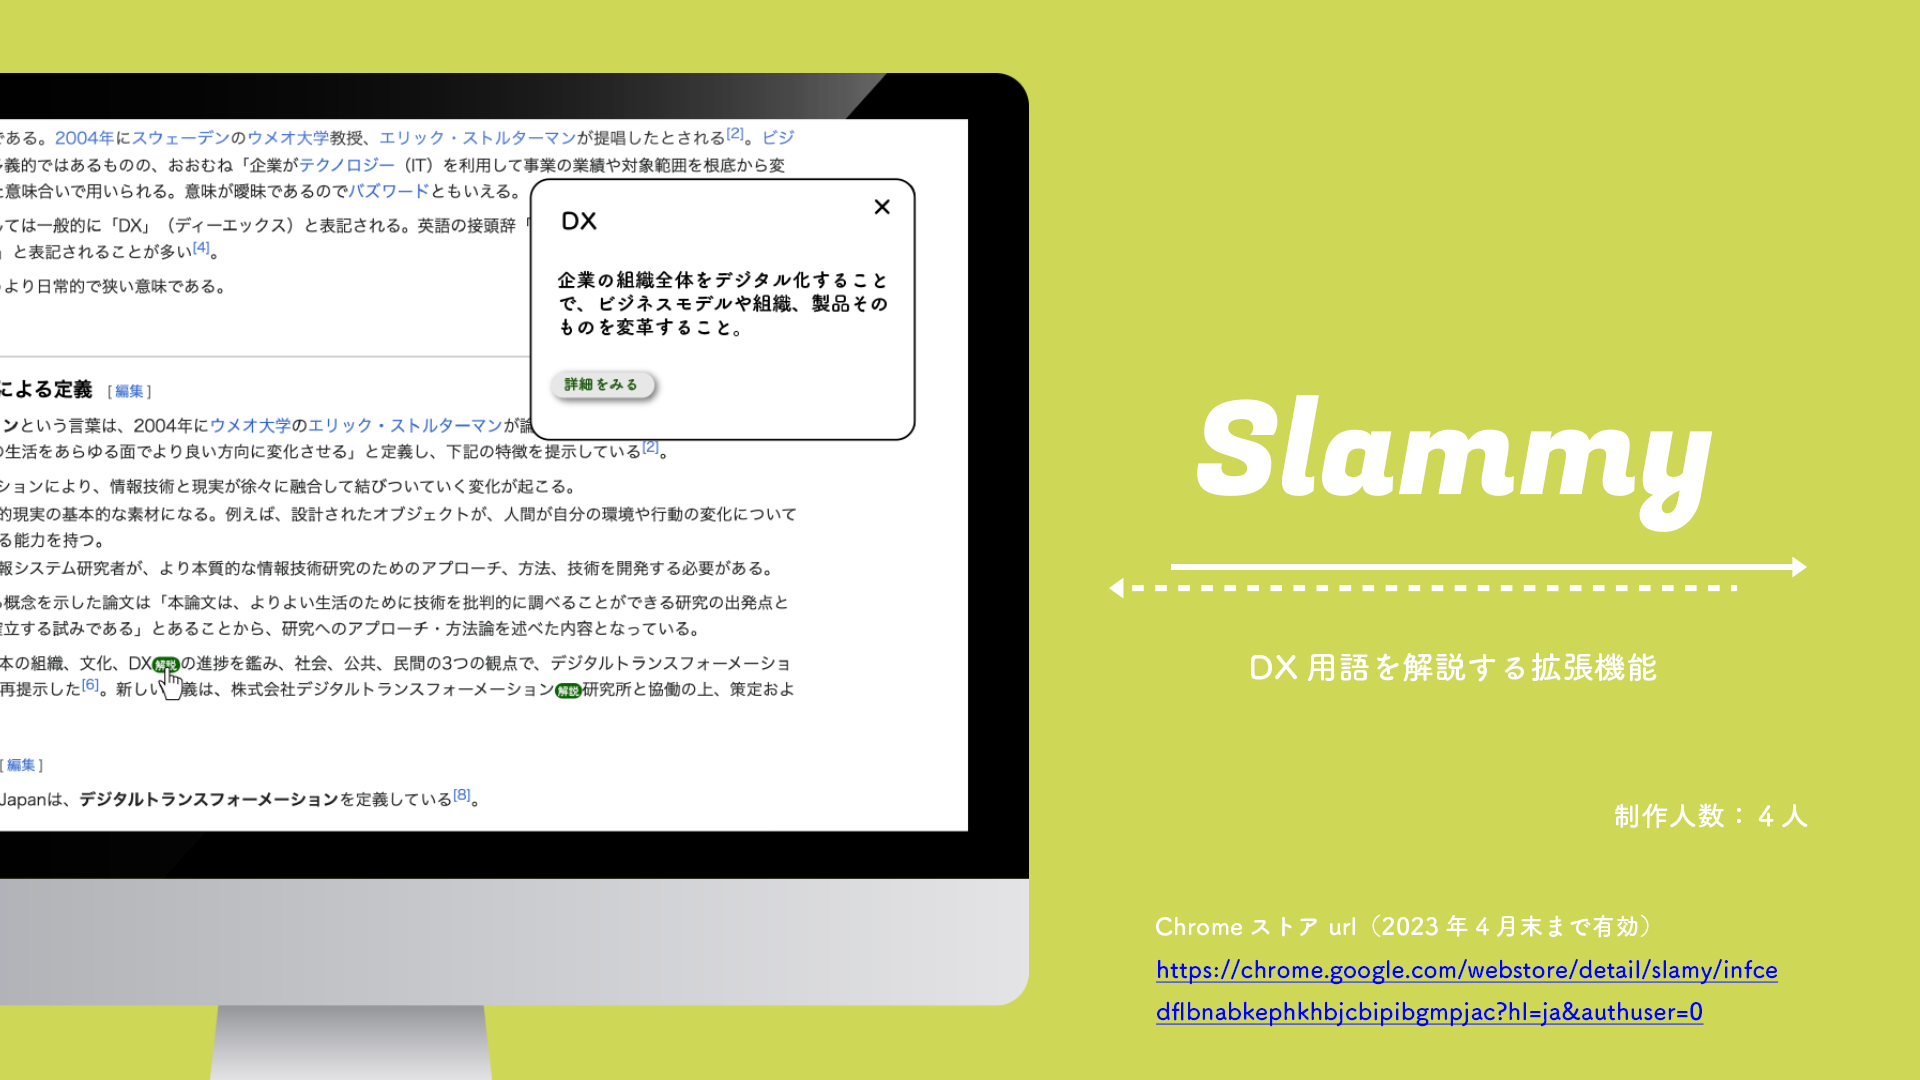 である。2004年にスウェーデンのウメオ大学教授、エリック・ストルターマンが提唱したとされる[2]。ビジ
義的ではあるものの、おおむね「企業がテクノロジー（IT）を利用して事業の業績や対象範囲を根底から変
意味合いで用いられる。意味が曖昧であるのでバズワードともいえる。
ては一般的に「DX」（ディーエックス）と表記される。英語の接頭辞「
」と表記されることが多い[4]。
より日常的で狭い意味である。
DX
×
企業の組織全体をデジタル化すること
で、ビジネスモデルや組織、製品その
ものを変革すること。
詳細をみる
による定義 [編集]
ンという言葉は、2004年にウメオ大学のエリック・ストルターマンが論
の生活をあらゆる面でより良い方向に変化させる」と定義し、下記の特徴を提示している[2]。
ションにより、情報技術と現実が徐々に融合して結びついていく変化が起こる。
的現実の基本的な素材になる。例えば、設計されたオブジェクトが、人間が自分の環境や行動の変化について
る能力を持つ。
報システム研究者が、より本質的な情報技術研究のためのアプローチ、方法、技術を開発する必要がある。
概念を示した論文は「本論文は、よりよい生活のために技術を批判的に調べることができる研究の出発点と
立する試みである」とあることから、研究へのアプローチ・方法論を述べた内容となっている。
本の組織、文化、DX解説の進捗を鑑み、社会、公共、民間の3つの観点で、デジタルトランスフォーメーショ
再提示した[6]。新しい義は、株式会社デジタルトランスフォーメーション解説研究所と協働の上、策定およ
[編集]
Japanは、デジタルトランスフォーメーションを定義している[8]。
Slammy
DX 用語を解説する拡張機能
制作人数：4 人
Chrome ストア url（2023 年 4 月末まで有効）
https://chrome.google.com/webstore/detail/slamy/infce
dflbnabkephkhbjcbipibgmpjac?hl=ja&authuser=0